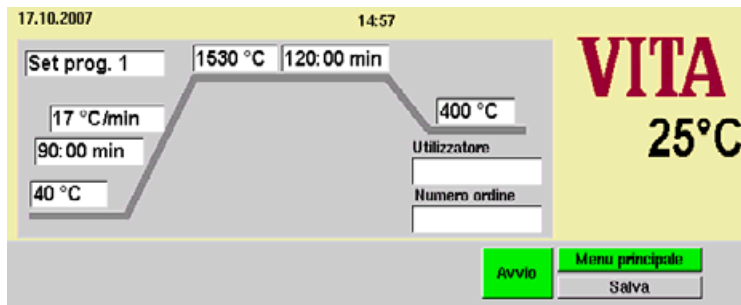 17.10.2007 14:57
Set prog. 1
1530 °C 120:00 min
VITA
17 °C/min
400 °C
25°C
90:00 min
Utilizzatore
40 °C
Numero ordine
Avvio
Menu principale
Salva